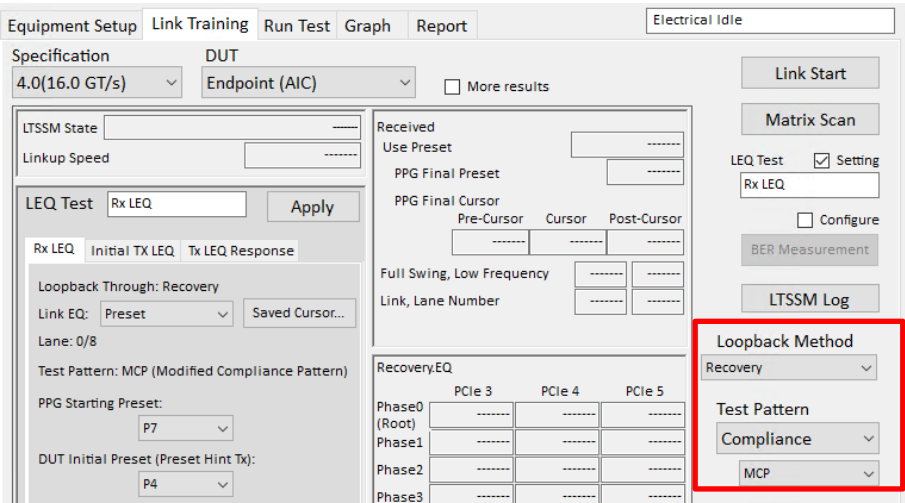 Equipment Setup Link Training Run Test Graph Report
Electrical Idle
Specification DUT
4.0(16.0 GT/s) Endpoint (AIC) More results
LTSSM State ------
Linkup Speed -------
LEQ Test Rx LEQ Apply
Rx LEQ Initial TX LEQ Tx LEQ Response
Loopback Through: Recovery
Link EQ: Preset Saved Cursor...
Lane: 0/8
Test Pattern: MCP (Modified Compliance Pattern)
PPG Starting Preset:
P7
DUT Initial Preset (Preset Hint Tx):
P4
Received
Use Preset -------
PPG Final Preset -------
PPG Final Cursor
Pre-Cursor Cursor Post-Cursor
------- ------- -------
Full Swing, Low Frequency ------- -------
Link, Lane Number ------- -------
Recovery.EQ
PCIe 3 PCIe 4 PCIe 5
Phase0 ------- ------- -------
(Root)
Phase1 ------- ------- -------
Phase2 ------- ------- -------
Phase3 ------- ------- -------
Link Start
Matrix Scan
LEQ Test Setting
Rx LEQ
Configure
BER Measurement
LTSSM Log
Loopback Method
Recovery
Test Pattern
Compliance
MCP